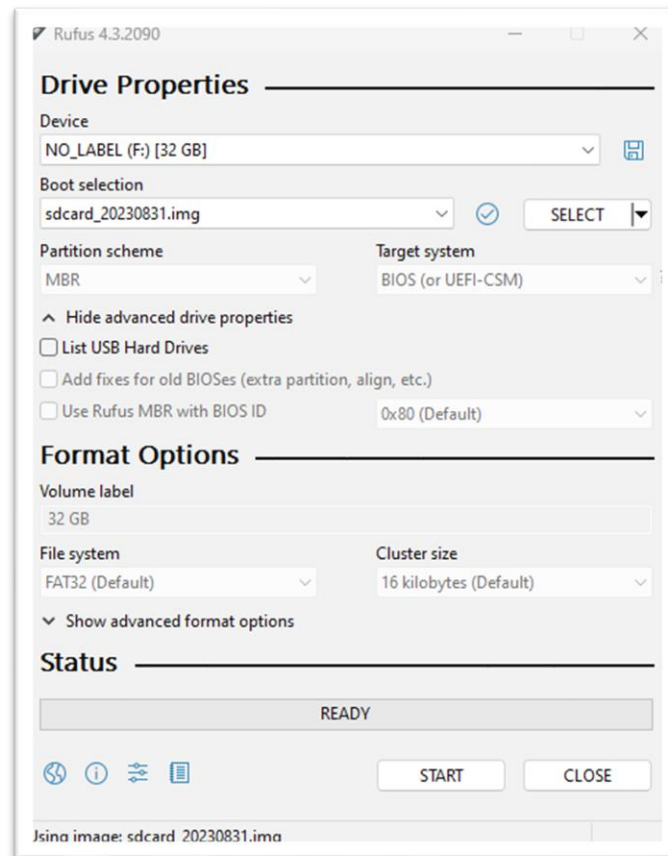 Rufus 4.3.2090
Drive Properties
Device
NO_LABEL (F:) [32 GB]
Boot selection
sdcard_20230831.img
SELECT
Partition scheme
Target system
MBR
BIOS (or UEFI-CSM)
Hide advanced drive properties
List USB Hard Drives
Add fixes for old BIOSes (extra partition, align, etc.)
Use Rufus MBR with BIOS ID
0x80 (Default)
Format Options
Volume label
32 GB
File system
Cluster size
FAT32 (Default)
16 kilobytes (Default)
Show advanced format options
Status
READY
START
CLOSE
Using image: sdcard_20230831.img